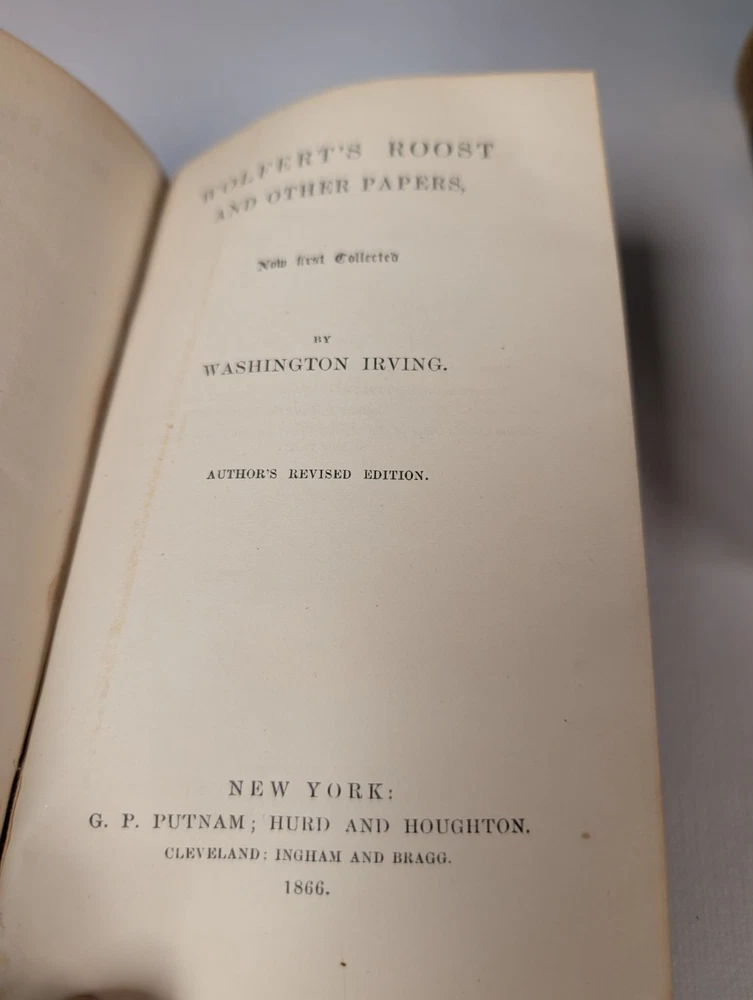 WOLFERT'S ROOST
AND OTHER PAPERS,
Now first Collected
BY
WASHINGTON IRVING.
AUTHOR'S REVISED EDITION.
NEW YORK:
G. P. PUTNAM; HURD AND HOUGHTON.
CLEVELAND: INGHAM AND BRAGG.
1866.